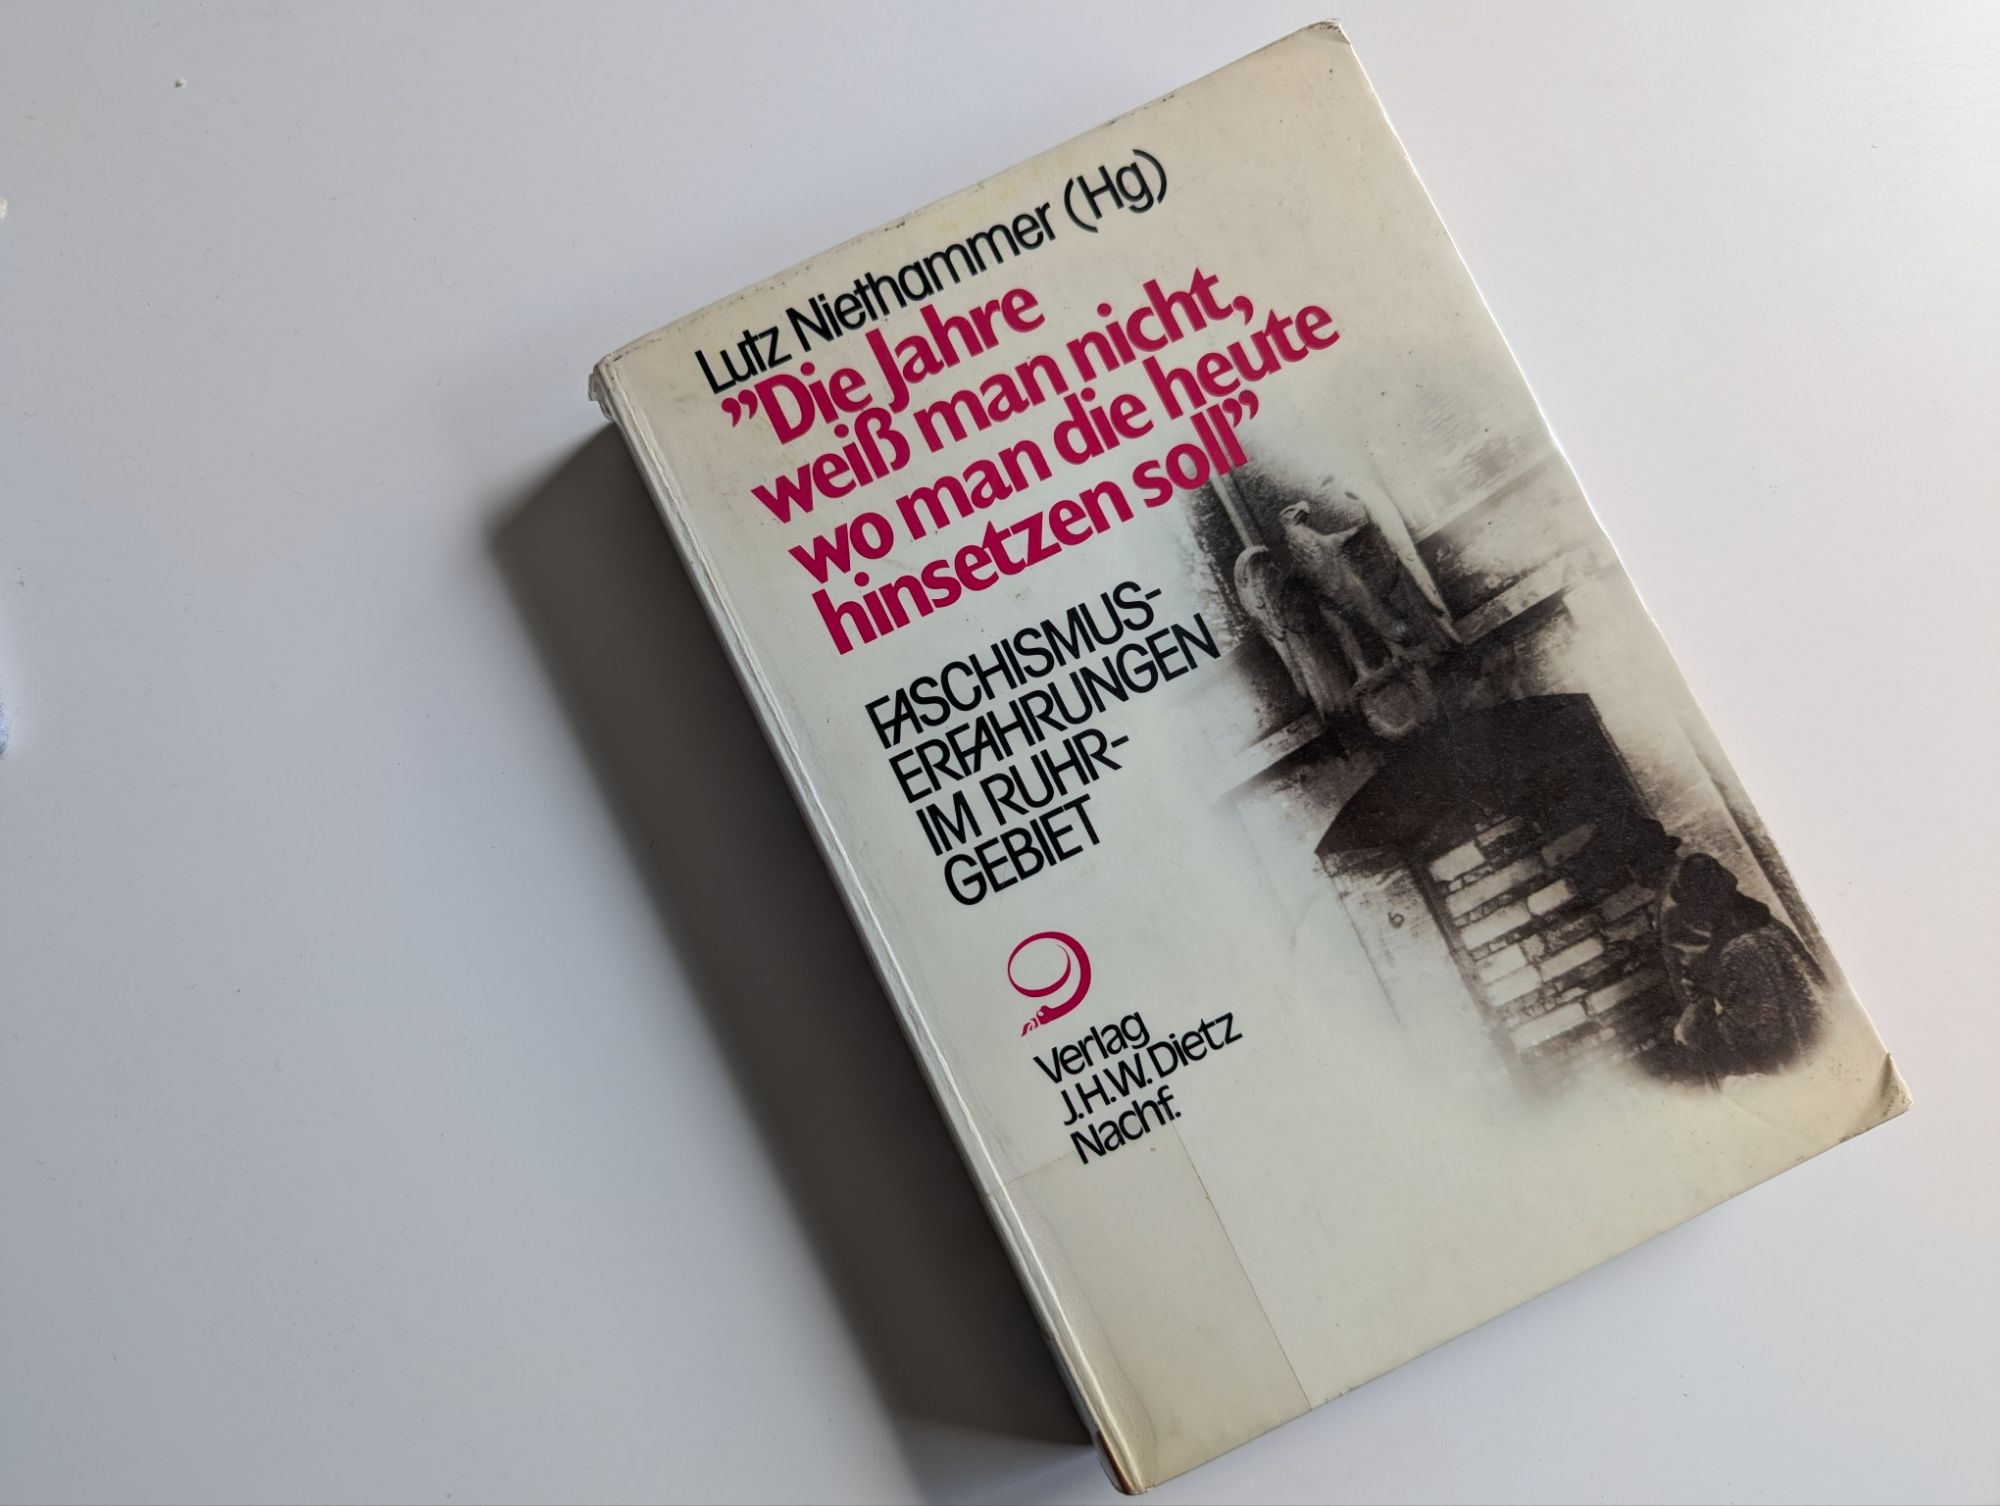 Lutz Niethammer (Hg)
”Die Jahre
weiß man nicht,
wo man die heute
hinsetzen soll”
FASCHISMUS-
ERFAHRUNGEN
IM RUHR-
GEBIET
Verlag
J.H.W. Dietz
Nachf.